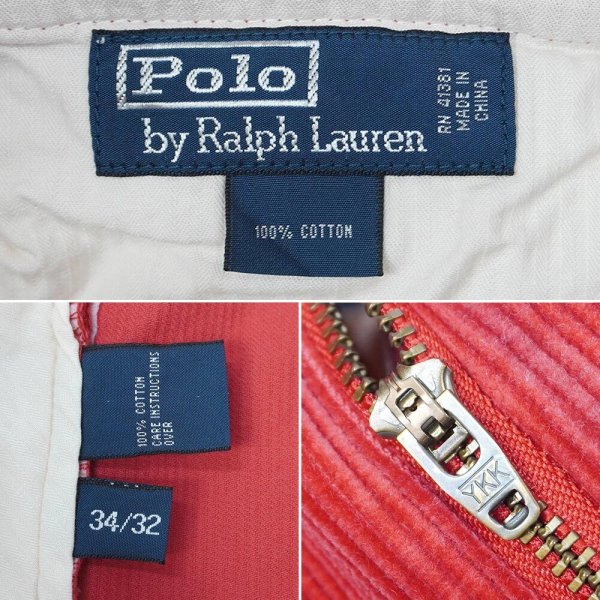 Polo
by Ralph Lauren
RN 41381
MADE IN
CHINA
100% COTTON
100% COTTON
CARE INSTRUCTIONS
OVER
34/32
YKK